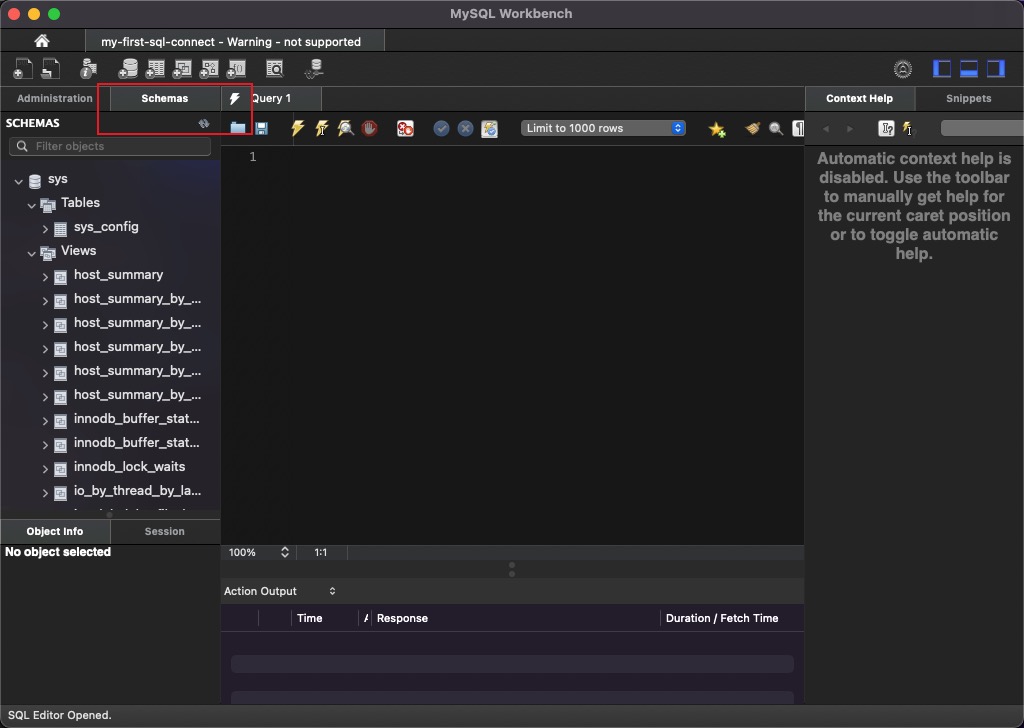 MySQL Workbench
my-first-sql-connect - Warning - not supported
Administration
Schemas
Query 1
Context Help
Snippets
SCHEMAS
Limit to 1000 rows
Filter objects
1
Automatic context help is
disabled. Use the toolbar
to manually get help for
the current caret position
or to toggle automatic
help.
sys
Tables
sys_config
Views
host_summary
host_summary_by_...
host_summary_by_...
host_summary_by_...
host_summary_by_...
host_summary_by_...
innodb_buffer_stat...
innodb_buffer_stat...
innodb_lock_waits
io_by_thread_by_la...
Object Info
Session
No object selected
100%
1:1
Action Output
Time
Response
Duration / Fetch Time
SQL Editor Opened.